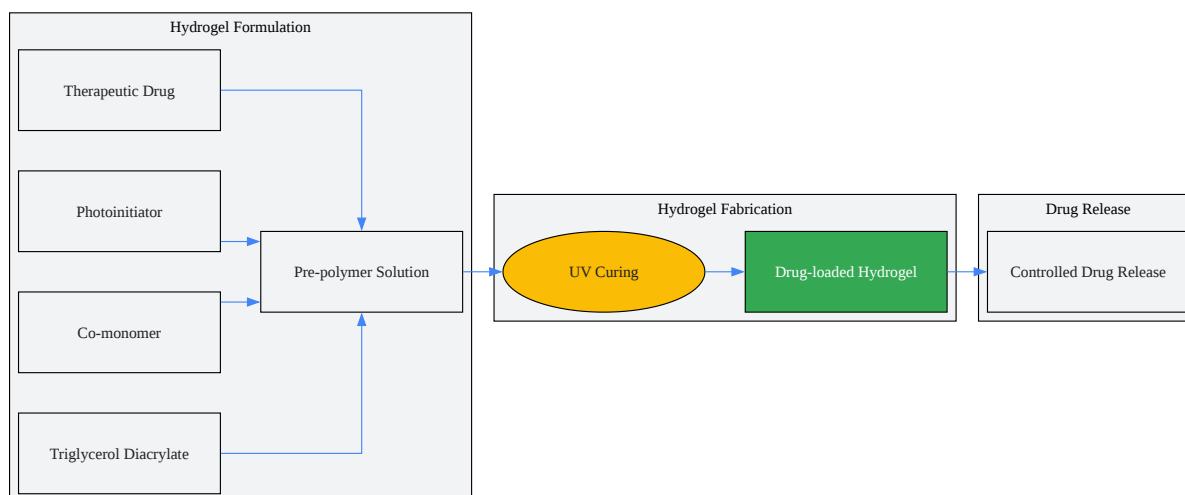 Hydrogel Formulation
Therapeutic Drug
Photoinitiator
Pre-polymer Solution
Co-monomer
Triglycerol Diacrylate
Hydrogel Fabrication
UV Curing
Drug-loaded Hydrogel
Drug Release
Controlled Drug Release